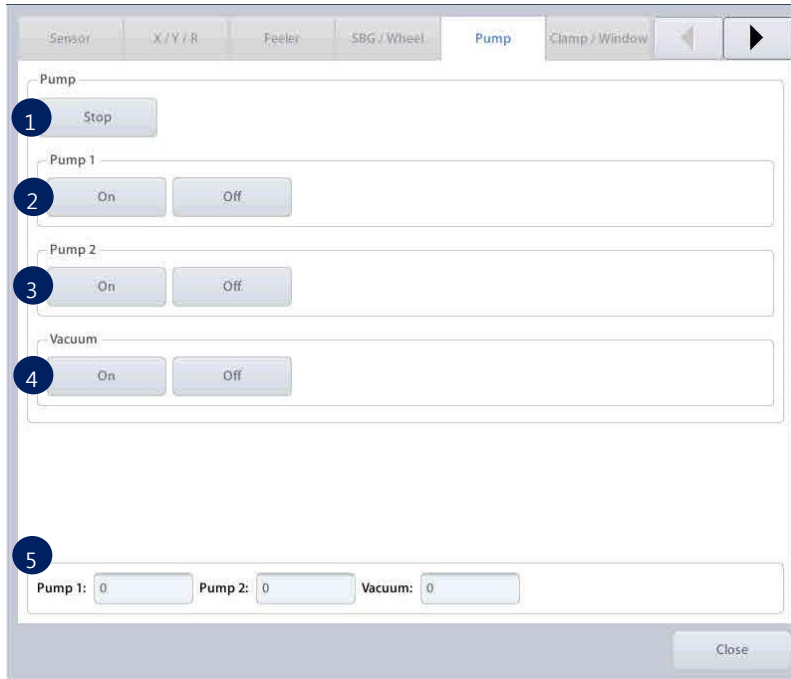 Sensor X / Y / R Feeler SBG / Wheel Pump Clamp / Window
Pump
1 Stop
Pump 1
2 On Off
Pump 2
3 On Off
Vacuum
4 On Off
5
Pump 1: 0 Pump 2: 0 Vacuum: 0
Close